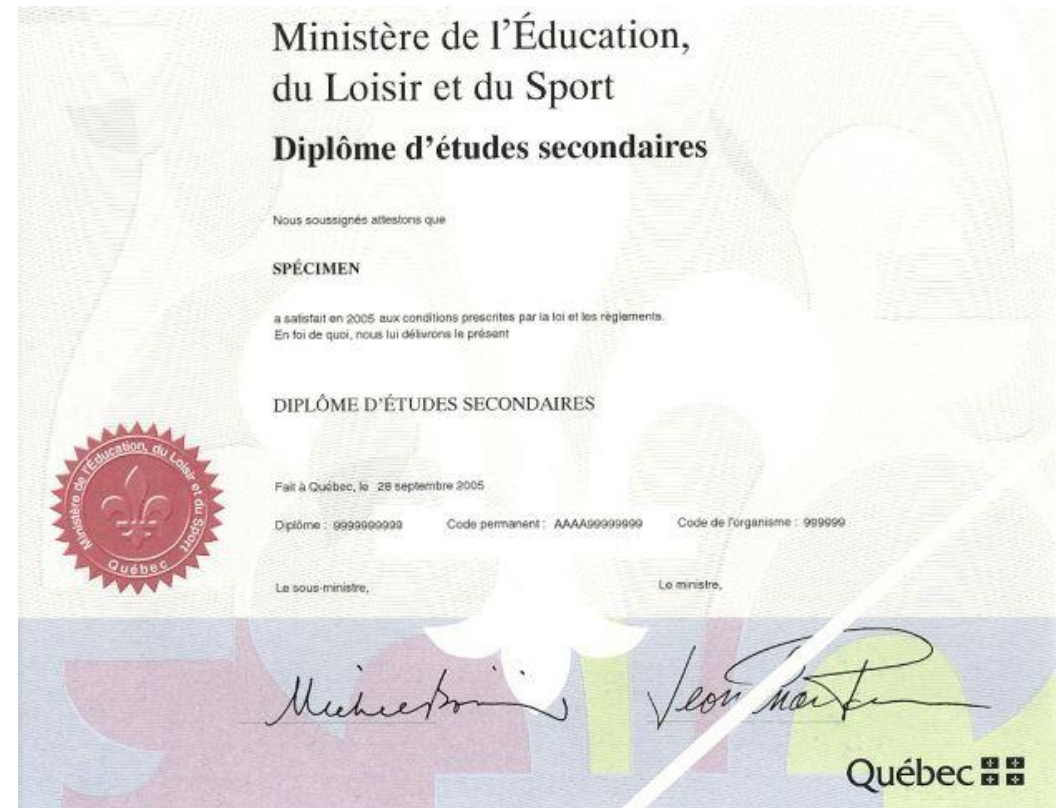 Ministère de l'Éducation,
du Loisir et du Sport
Diplôme d'études secondaires
Nous soussignés attestons que
SPÉCIMEN
a satisfait en 2005 aux conditions prescrites par la loi et les règlements.
En foi de quoi, nous lui délivrons le présent
DIPLÔME D'ÉTUDES SECONDAIRES
Ministère de l'Éducation, du Loisir et du Sport
Québec
Fait à Québec, le 28 septembre 2005
Diplôme : 9999999999 Code permanent : AAAA99999999 Code de l'organisme : 999999
Le sous-ministre, Le ministre,
Québec